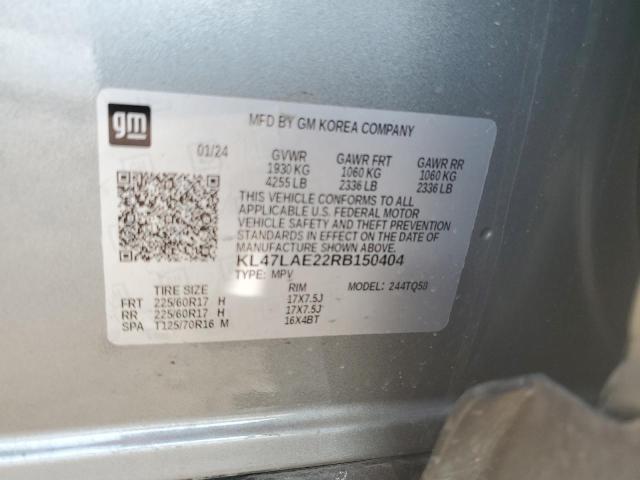 gm
MFD BY GM KOREA COMPANY
01/24 GVWR GAWR FRT GAWR RR
1930 KG 1060 KG 1060 KG
4255 LB 2336 LB 2336 LB
THIS VEHICLE CONFORMS TO ALL
APPLICABLE U.S. FEDERAL MOTOR
VEHICLE SAFETY AND THEFT PREVENTION
STANDARDS IN EFFECT ON THE DATE OF
MANUFACTURE SHOWN ABOVE.
KL47LAE22RB150404
TYPE: MPV
TIRE SIZE RIM 244TQ58
FRT 225/60R17 H 17X7.5J
RR 225/60R17 H 17X7.5J
SPA T125/70R16 M 16X4BT